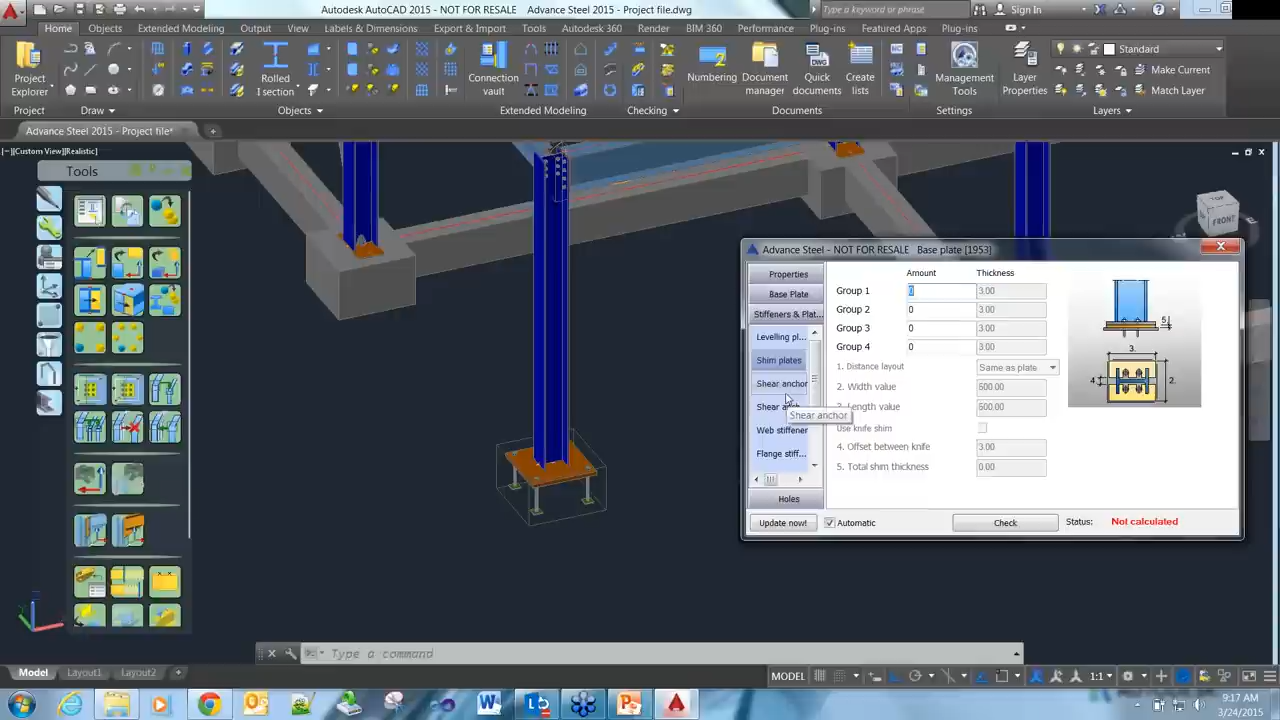 Autodesk AutoCAD 2015 - NOT FOR RESALE Advance Steel 2015 - Project file.dwg
Type a keyword or phrase
Sign In
Home Objects Extended Modeling Output View Labels & Dimensions Export & Import Tools Autodesk 360 Render BIM 360 Performance Plug-ins Featured Apps Plug-ins
Project Explorer
Rolled I section
Connection vault
Numbering
Document manager
Quick documents
Create lists
Management Tools
Layer Properties
Standard
Make Current
Match Layer
Project Draw Objects Extended Modeling Checking Documents Settings Layers
Advance Steel 2015 - Project file*
[−][Custom View][Realistic]
Tools
FRONT
Advance Steel - NOT FOR RESALE Base plate [1953]
Properties
Base Plate
Stiffeners & Plat...
Levelling pl...
Shim plates
Shear anchor
Shear
Web stiffener
Flange stiff...
Holes
Shear anchor
Amount Thickness
Group 1 0 3.00
Group 2 0 3.00
Group 3 0 3.00
Group 4 0 3.00
1. Distance layout Same as plate
2. Width value 500.00
Length value 500.00
Use knife shim
4. Offset between knife 3.00
5. Total shim thickness 0.00
5
3.
4
2.
Update now! Automatic Check Status: Not calculated
Type a command
Model Layout1 Layout2
MODEL 1:1
9:17 AM
3/24/2015